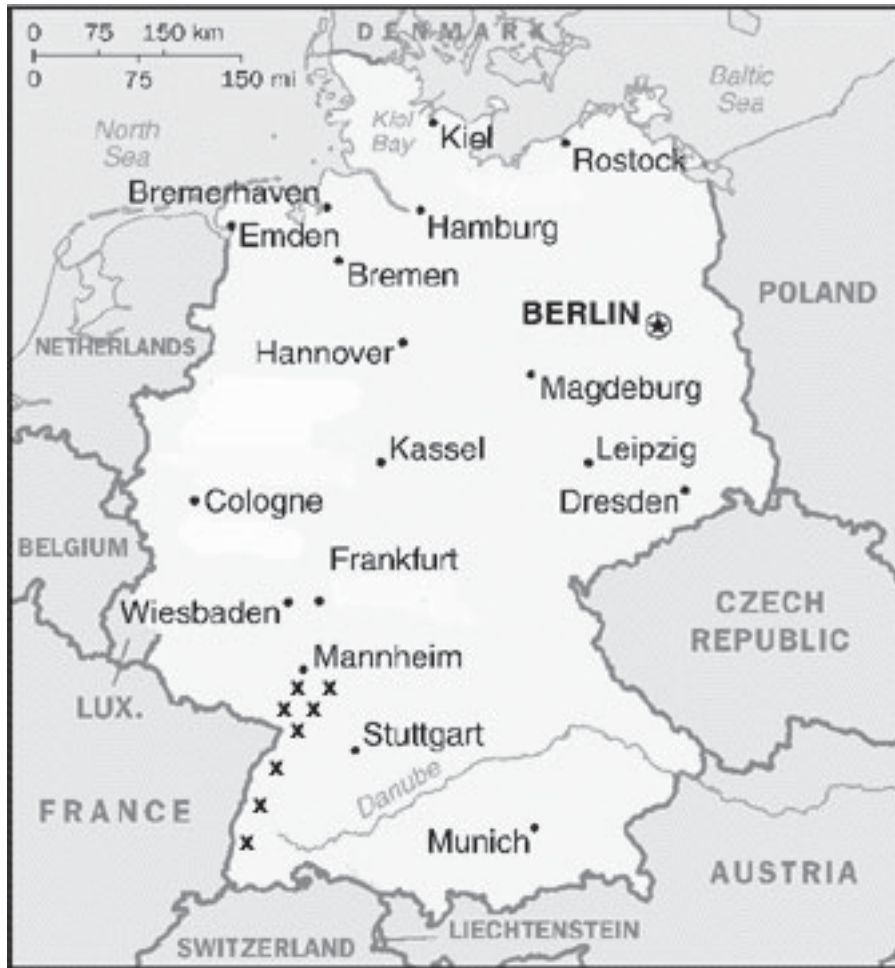 DENMARK
0 75 150 km
0 75 150 mi
North
Sea
Baltic
Sea
Kiel
Bay
Kiel
Rostock
Bremerhaven
Emden
Hamburg
Bremen
POLAND
BERLIN
NETHERLANDS
Hannover
Magdeburg
Kassel
Leipzig
Cologne
Dresden
BELGIUM
Frankfurt
Wiesbaden
CZECH
REPUBLIC
Mannheim
LUX.
x x
x x
x
Stuttgart
x
Danube
FRANCE
x
Munich
x
AUSTRIA
LIECHTENSTEIN
SWITZERLAND